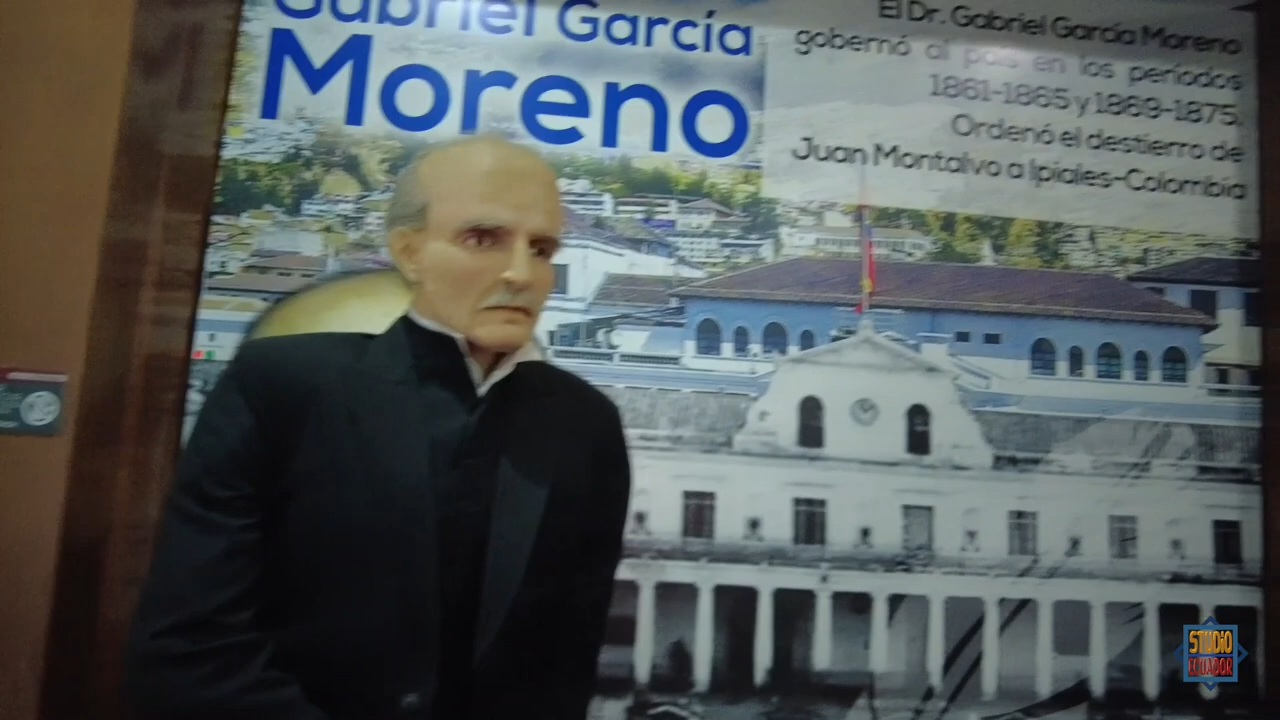 Gabriel García
Moreno
El Dr. Gabriel García Moreno
gobernó al país en los períodos
1861-1865 y 1869-1875.
Ordenó el destierro de
Juan Montalvo a Ipiales-Colombia
STUDIO
ECUADOR